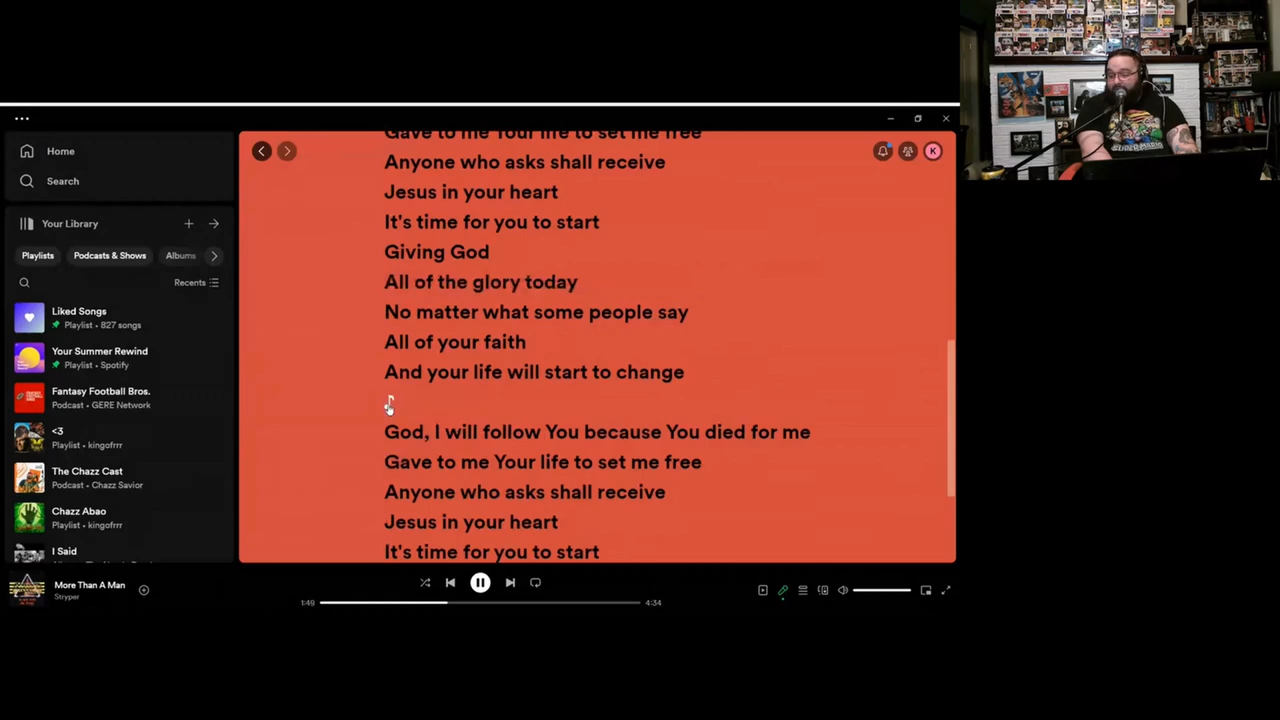 Home
Search
Your Library
Playlists
Podcasts & Shows
Albums
Recents
Liked Songs
Playlist • 827 songs
Your Summer Rewind
Playlist • Spotify
Fantasy Football Bros.
Podcast • GERE Network
<3
Playlist • kingofrrr
The Chazz Cast
Podcast • Chazz Savior
Chazz Abao
Playlist • kingofrrr
I Said
Gave to me Your life to set me free
Anyone who asks shall receive
Jesus in your heart
It's time for you to start
Giving God
All of the glory today
No matter what some people say
All of your faith
And your life will start to change
God, I will follow You because You died for me
Gave to me Your life to set me free
Anyone who asks shall receive
Jesus in your heart
It's time for you to start
K
More Than A Man
Stryper
1:49
4:34